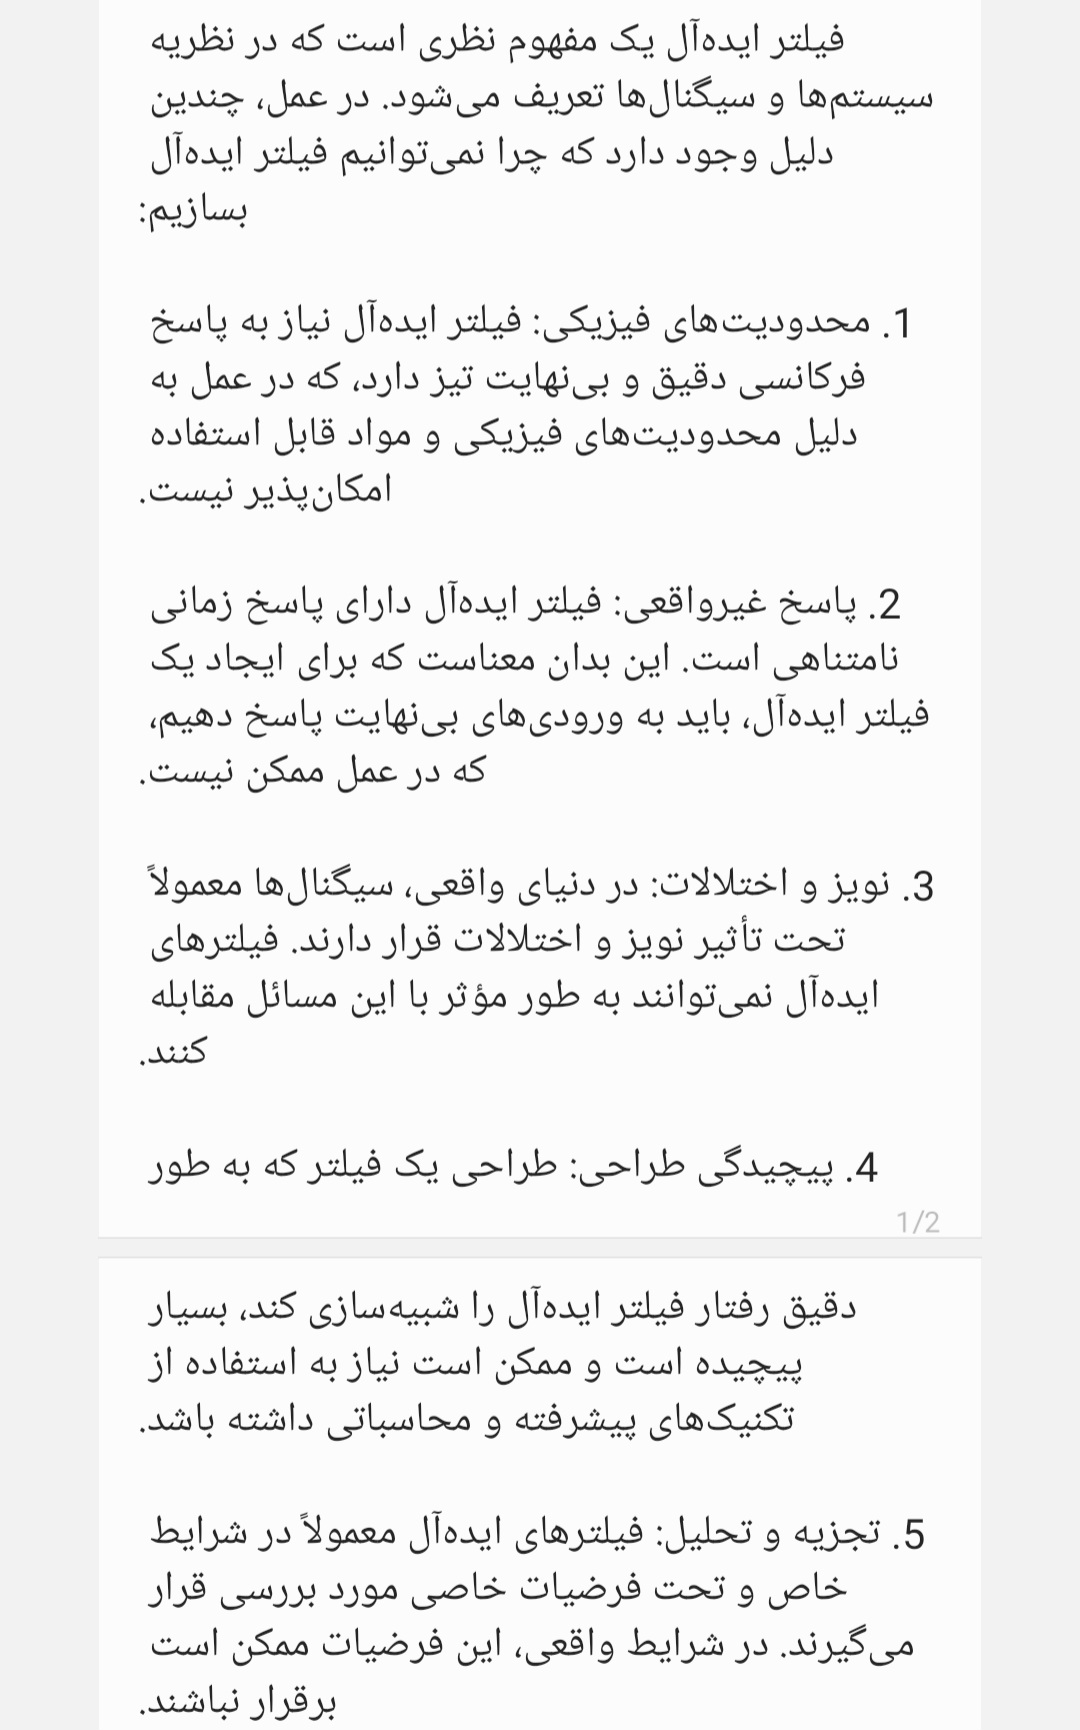 فیلتر ایده‌آل یک مفهوم نظری است که در نظریه
سیستم‌ها و سیگنال‌ها تعریف می‌شود. در عمل، چندین
دلیل وجود دارد که چرا نمی‌توانیم فیلتر ایده‌آل
بسازیم:
1. محدودیت‌های فیزیکی: فیلتر ایده‌آل نیاز به پاسخ
فرکانسی دقیق و بی‌نهایت تیز دارد، که در عمل به
دلیل محدودیت‌های فیزیکی و مواد قابل استفاده
امکان‌پذیر نیست.
2. پاسخ غیرواقعی: فیلتر ایده‌آل دارای پاسخ زمانی
نامتناهی است. این بدان معناست که برای ایجاد یک
فیلتر ایده‌آل، باید به ورودی‌های بی‌نهایت پاسخ دهیم،
که در عمل ممکن نیست.
3. نویز و اختلالات: در دنیای واقعی، سیگنال‌ها معمولاً
تحت تأثیر نویز و اختلالات قرار دارند. فیلترهای
ایده‌آل نمی‌توانند به طور مؤثر با این مسائل مقابله
کنند.
4. پیچیدگی طراحی: طراحی یک فیلتر که به طور
1/2
دقیق رفتار فیلتر ایده‌آل را شبیه‌سازی کند، بسیار
پیچیده است و ممکن است نیاز به استفاده از
تکنیک‌های پیشرفته و محاسباتی داشته باشد.
5. تجزیه و تحلیل: فیلترهای ایده‌آل معمولاً در شرایط
خاص و تحت فرضیات خاصی مورد بررسی قرار
می‌گیرند. در شرایط واقعی، این فرضیات ممکن است
برقرار نباشند.